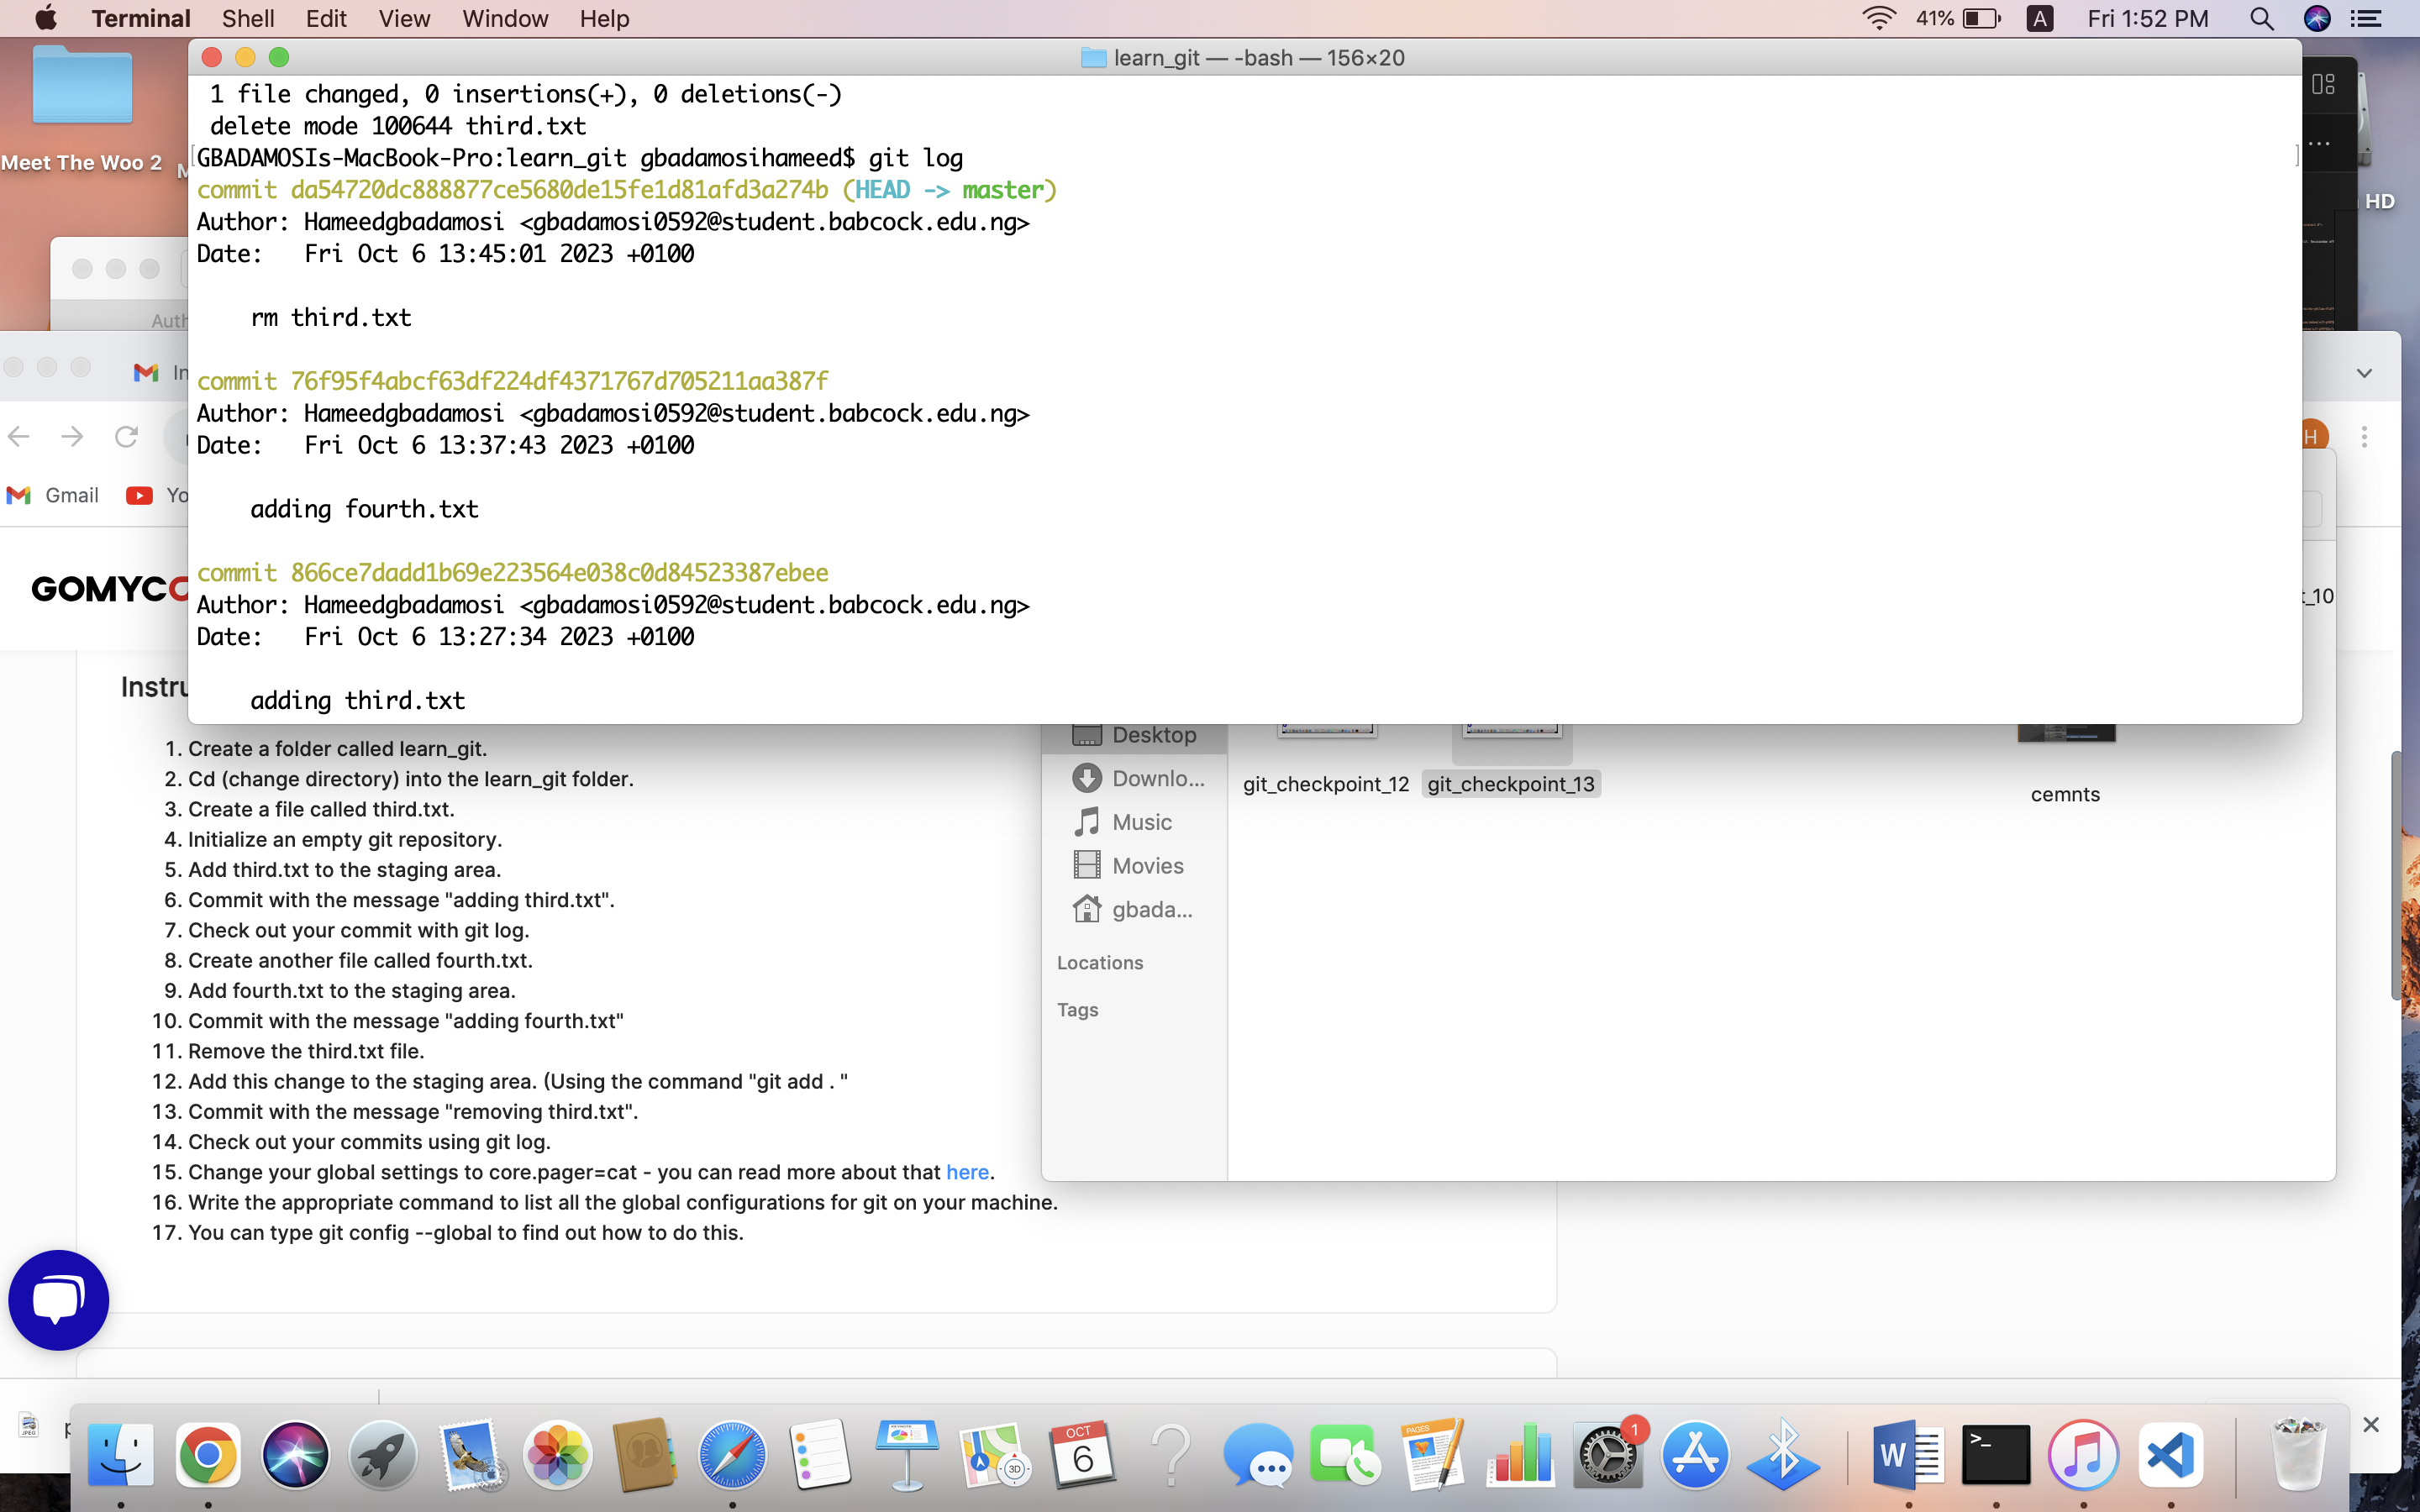 Terminal Shell Edit View Window Help 41% A Fri 1:52 PM
learn_git — -bash — 156×20
1 file changed, 0 insertions(+), 0 deletions(-)
delete mode 100644 third.txt
GBADAMOSIs-MacBook-Pro:learn_git gbadamosihameed$ git log
commit da54720dc888877ce5680de15fe1d81afd3a274b (HEAD -> master)
Author: Hameedgbadamosi <gbadamosi0592@student.babcock.edu.ng>
Date:   Fri Oct 6 13:45:01 2023 +0100
rm third.txt
commit 76f95f4abcf63df224df4371767d705211aa387f
Author: Hameedgbadamosi <gbadamosi0592@student.babcock.edu.ng>
Date:   Fri Oct 6 13:37:43 2023 +0100
adding fourth.txt
commit 866ce7dadd1b69e223564e038c0d84523387ebee
Author: Hameedgbadamosi <gbadamosi0592@student.babcock.edu.ng>
Date:   Fri Oct 6 13:27:34 2023 +0100
adding third.txt
Meet The Woo 2
HD
Auth
In
H
Gmail Yo
GOMYCO
t_10
Instru
1. Create a folder called learn_git.
2. Cd (change directory) into the learn_git folder.
3. Create a file called third.txt.
4. Initialize an empty git repository.
5. Add third.txt to the staging area.
6. Commit with the message "adding third.txt".
7. Check out your commit with git log.
8. Create another file called fourth.txt.
9. Add fourth.txt to the staging area.
10. Commit with the message "adding fourth.txt"
11. Remove the third.txt file.
12. Add this change to the staging area. (Using the command "git add . "
13. Commit with the message "removing third.txt".
14. Check out your commits using git log.
15. Change your global settings to core.pager=cat - you can read more about that here.
16. Write the appropriate command to list all the global configurations for git on your machine.
17. You can type git config --global to find out how to do this.
Desktop
Downlo...
Music
Movies
gbada...
Locations
Tags
git_checkpoint_12 git_checkpoint_13
cemnts
JPEG p
OCT
6
3D
PAGES
1
W
>_